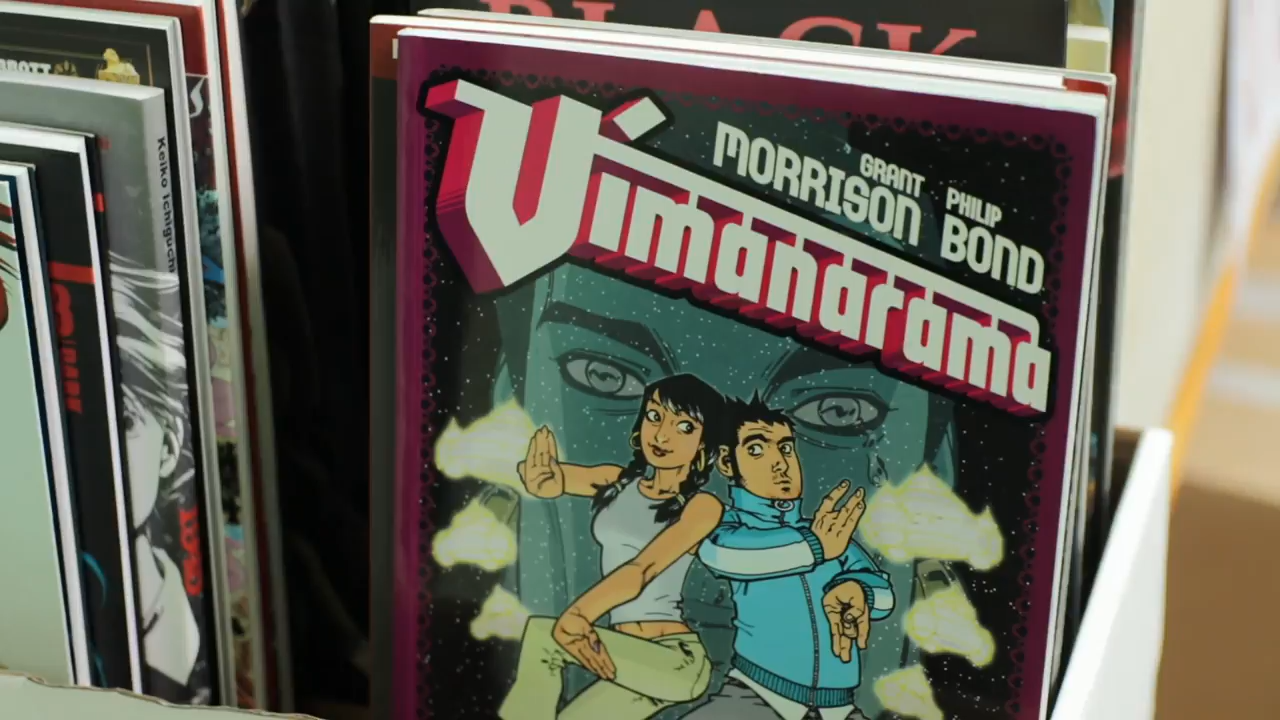 BLACK
Vimanarama
GRANT
MORRISON
PHILIP
BOND
Keiko Ichiguchi